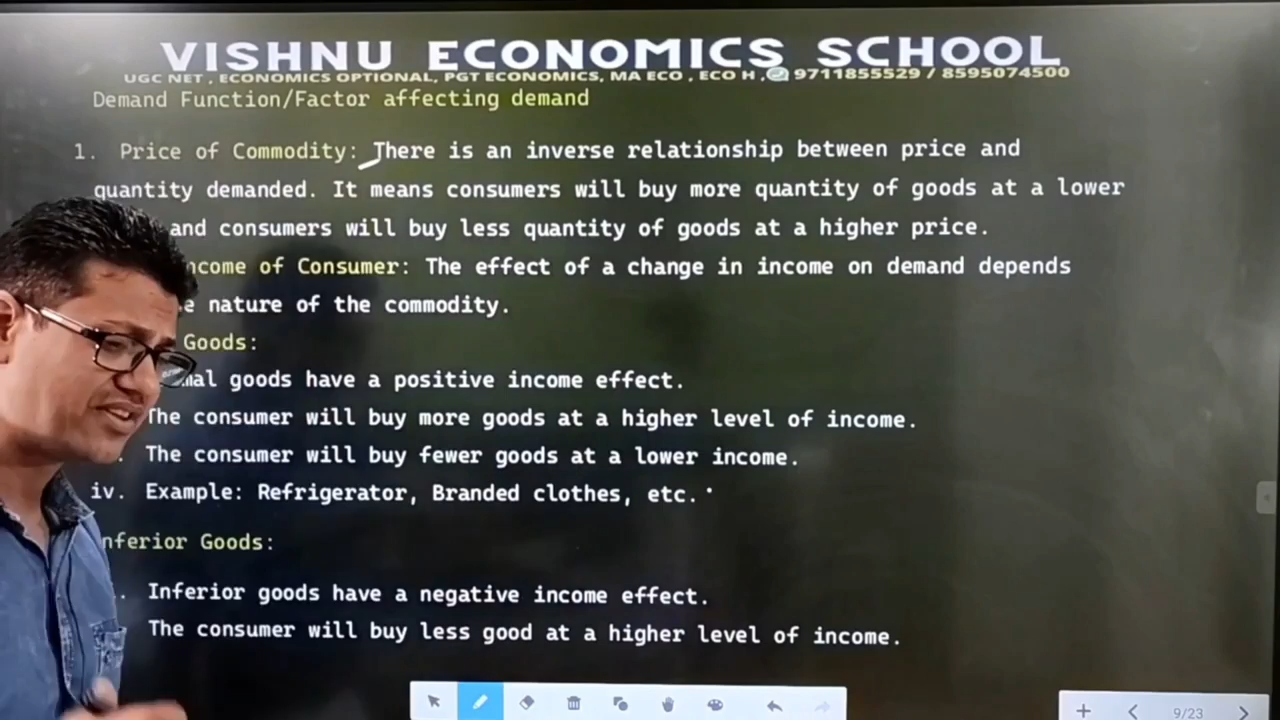 VISHNU ECONOMICS SCHOOL
UGC NET , ECONOMICS OPTIONAL, PGT ECONOMICS, MA ECO , ECO H , 9711855529 / 8595074500
Demand Function/Factor affecting demand
1. Price of Commodity: There is an inverse relationship between price and
quantity demanded. It means consumers will buy more quantity of goods at a lower
and consumers will buy less quantity of goods at a higher price.
ncome of Consumer: The effect of a change in income on demand depends
e nature of the commodity.
Goods:
mal goods have a positive income effect.
The consumer will buy more goods at a higher level of income.
The consumer will buy fewer goods at a lower income.
iv. Example: Refrigerator, Branded clothes, etc.
nferior Goods:
Inferior goods have a negative income effect.
The consumer will buy less good at a higher level of income.
9/23